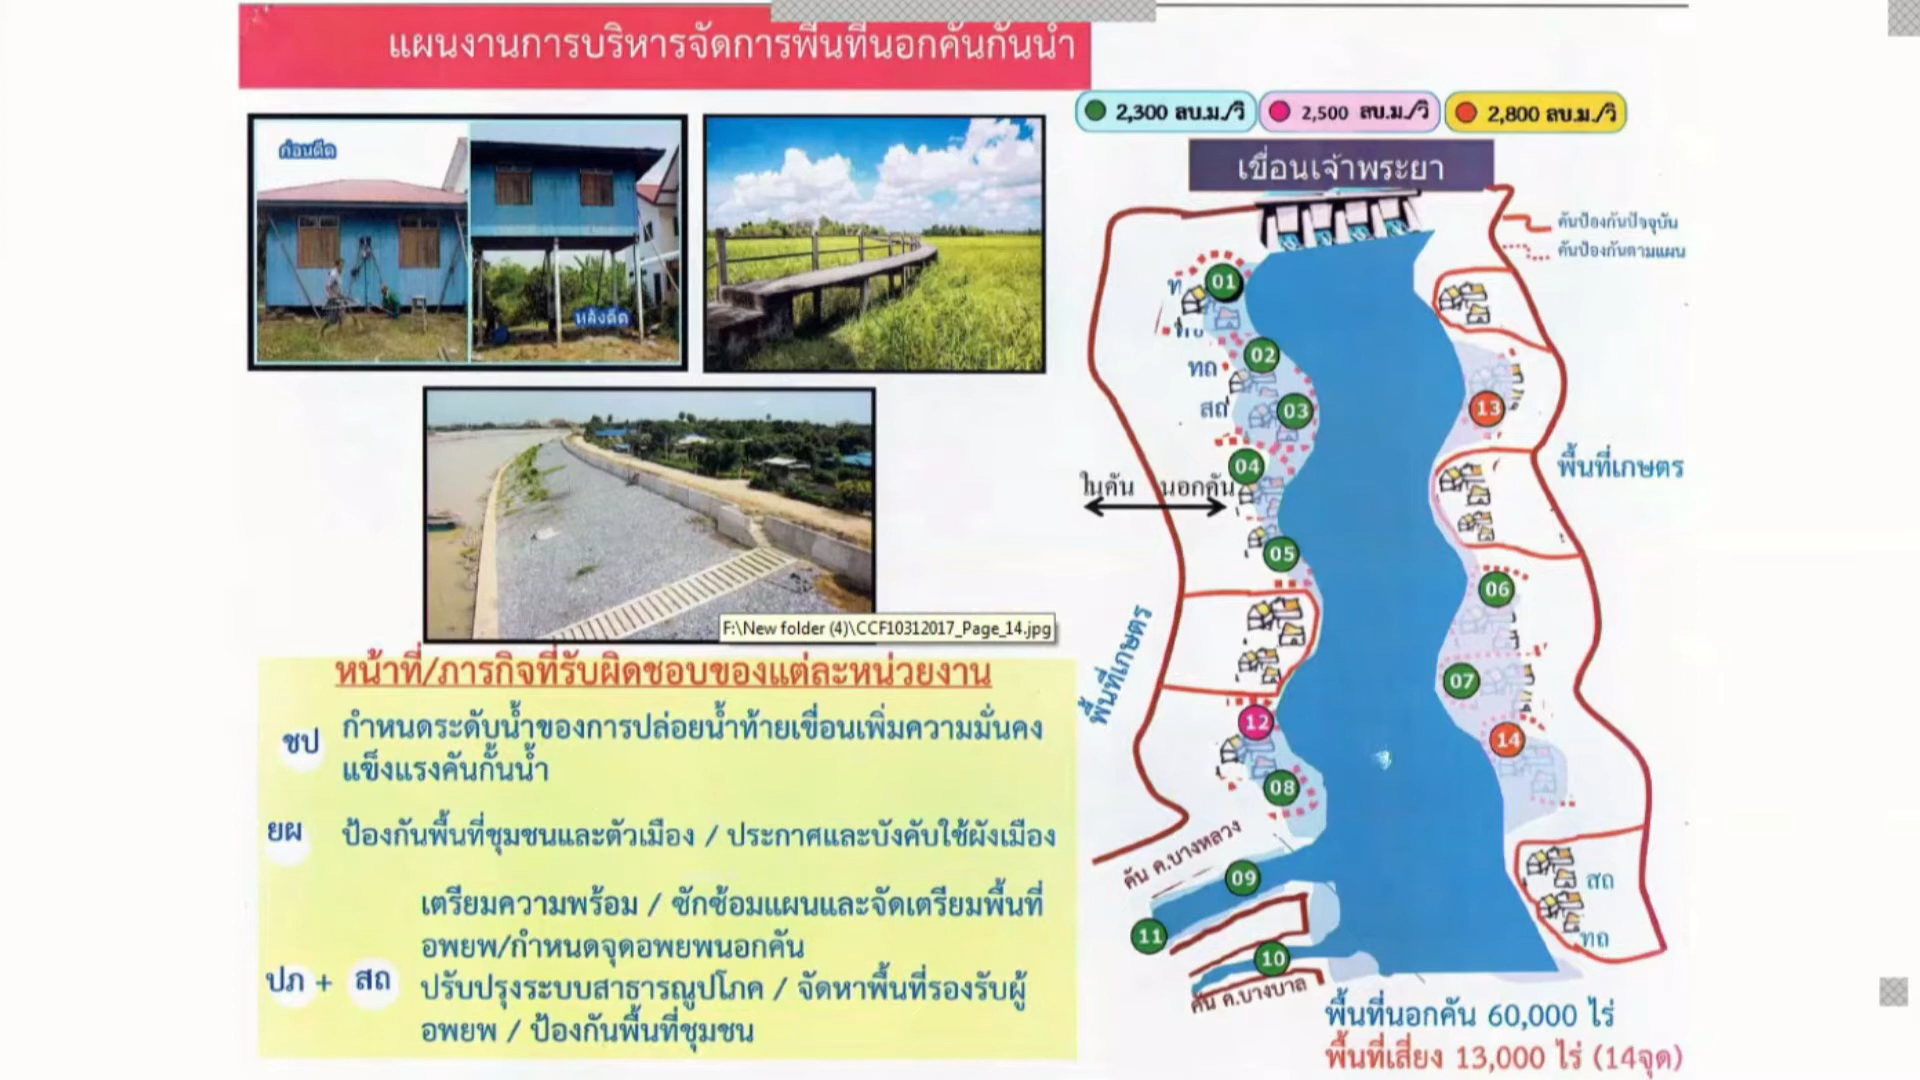 แผนงานการบริหารจัดการพื้นที่นอกคันกั้นน้ำ
ก่อนดีด
หลังดีด
F:\New folder (4)\CCF10312017_Page_14.jpg
หน้าที่/ภารกิจที่รับผิดชอบของแต่ละหน่วยงาน
ชป กำหนดระดับน้ำของการปล่อยน้ำท้ายเขื่อนเพิ่มความมั่นคง
แข็งแรงคันกั้นน้ำ
ยผ ป้องกันพื้นที่ชุมชนและตัวเมือง / ประกาศและบังคับใช้ผังเมือง
เตรียมความพร้อม / ซักซ้อมแผนและจัดเตรียมพื้นที่
อพยพ/กำหนดจุดอพยพนอกคัน
ปภ + สถ ปรับปรุงระบบสาธารณูปโภค / จัดหาพื้นที่รองรับผู้
อพยพ / ป้องกันพื้นที่ชุมชน
2,300 ลบ.ม./วิ 2,500 ลบ.ม./วิ 2,800 ลบ.ม./วิ
เขื่อนเจ้าพระยา
คันป้องกันปัจจุบัน
คันป้องกันตามแผน
01
02
ทถ
สถ
03
13
04
พื้นที่เกษตร
ในคัน นอกคัน
05
06
พื้นที่เกษตร
07
12
14
08
คัน ค.บางหลวง
09
สถ
11
ทถ
10
คัน ค.บางบาล
พื้นที่นอกคัน 60,000 ไร่
พื้นที่เสี่ยง 13,000 ไร่ (14จุด)